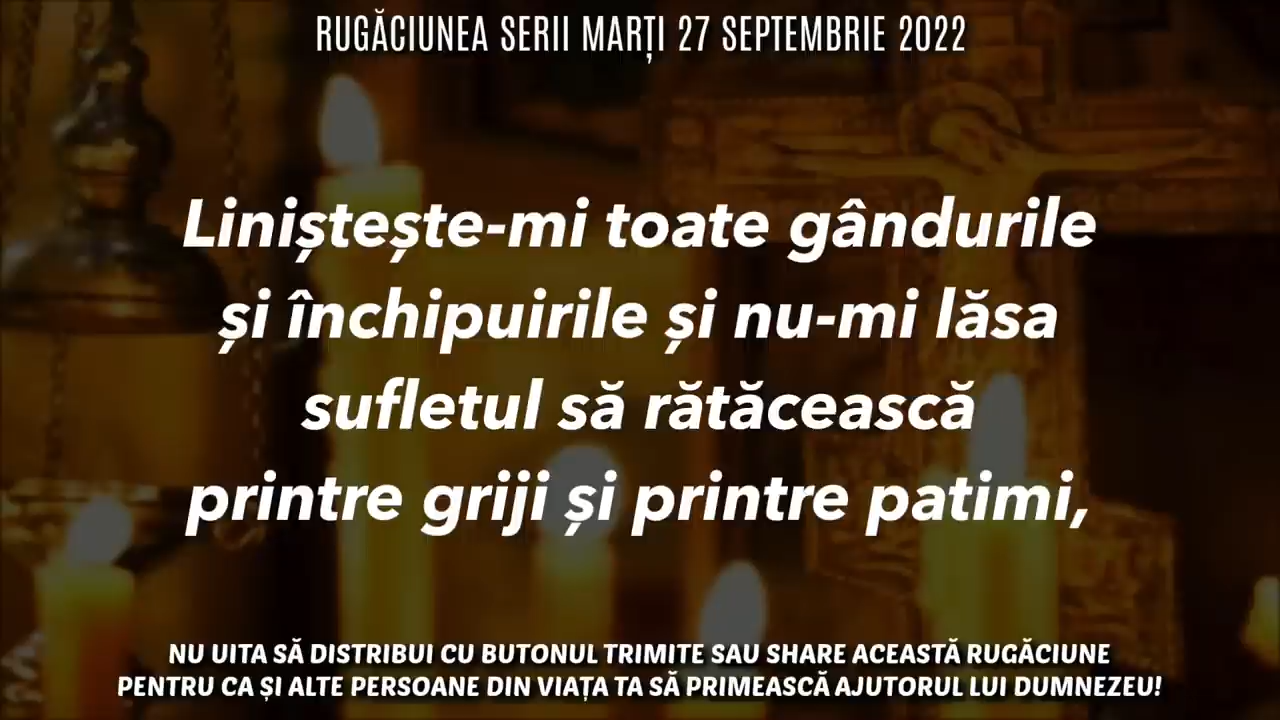 RUGĂCIUNEA SERII MARȚI 27 SEPTEMBRIE 2022
Liniștește-mi toate gândurile
și închipuirile și nu-mi lăsa
sufletul să rătăcească
printre griji și printre patimi,
NU UITA SĂ DISTRIBUI CU BUTONUL TRIMITE SAU SHARE ACEASTĂ RUGĂCIUNE
PENTRU CA ȘI ALTE PERSOANE DIN VIAȚA TA SĂ PRIMEASCĂ AJUTORUL LUI DUMNEZEU!